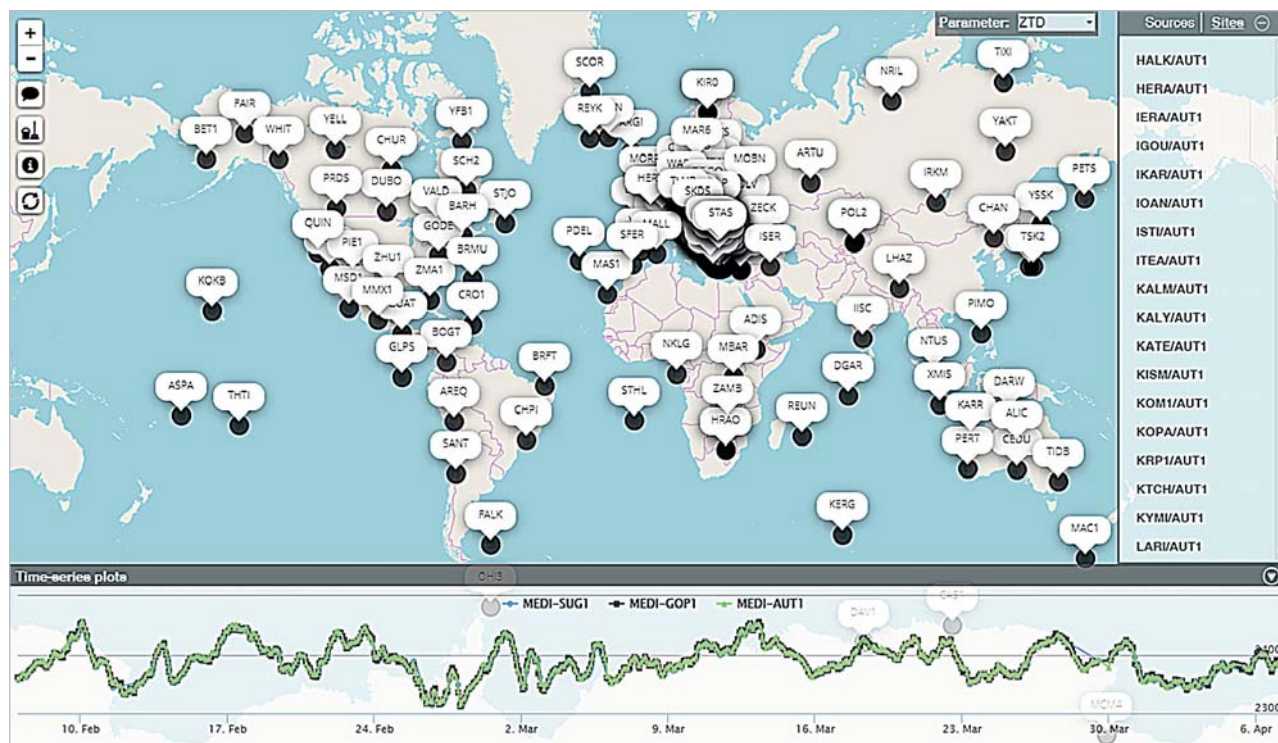 Parameter: ZTD
Sources | Sites
+
−
i
HALK/AUT1
HERA/AUT1
IERA/AUT1
IGOU/AUT1
IKAR/AUT1
IOAN/AUT1
ISTI/AUT1
ITEA/AUT1
KALM/AUT1
KALY/AUT1
KATE/AUT1
KISM/AUT1
KOM1/AUT1
KOPA/AUT1
KRP1/AUT1
KTCH/AUT1
KYMI/AUT1
LARI/AUT1
SCOR
TIXI
NRIL
KIR0
FAIR
REYK
ARGI
YFB1
BET1
WHIT
YELL
CHUR
MAR6
YAKT
SCH2
MOBN
ARTU
IRKM
PETS
PRDS
DUBO
VALD
STJO
BARH
SKDS
CHAN
YSSK
QUIN
GODE
STAS
ZECK
POL2
PDEL
SFER
MALL
ISER
TSK2
PIE1
ZHU1
BRMU
MAS1
LHAZ
KOKB
MSD1
ZMA1
MMX1
CRO1
IISC
PIMO
GLPS
BOGT
ADIS
NKLG
MBAR
NTUS
BRFT
DGAR
XMIS
DARW
ASPA
THTI
AREQ
STHL
ZAMB
REUN
KARR
ALIC
CHPI
HRAO
SANT
PERT
CEDU
TIDB
FALK
KERG
MAC1
Time-series plots
OHI3
CAS1
DAV1
MEDI-SUG1 MEDI-GOP1 MEDI-AUT1
2400
2300
MCM4
10. Feb 17. Feb 24. Feb 2. Mar 9. Mar 16. Mar 23. Mar 30. Mar 6. Apr